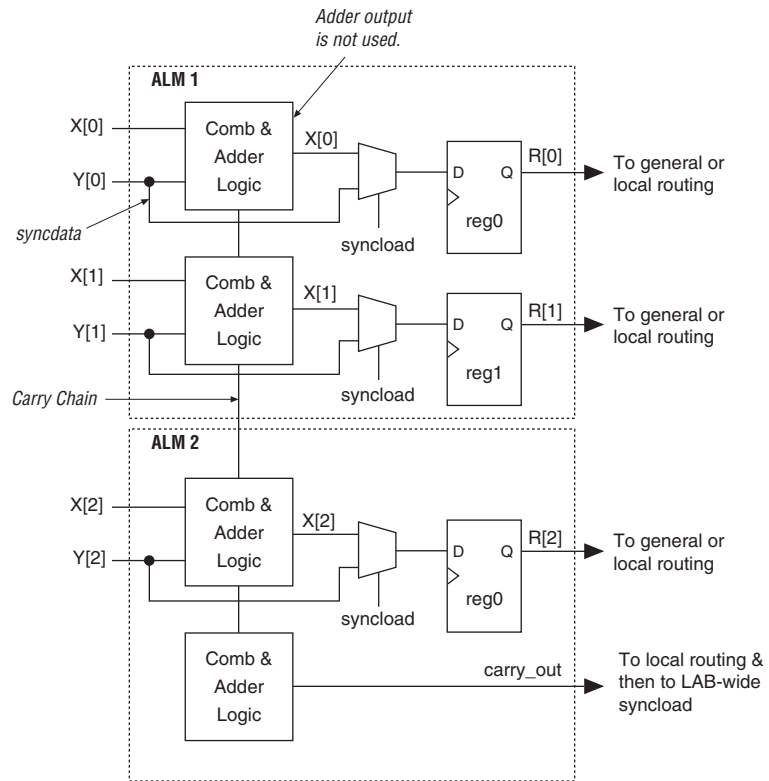 Adder output
is not used.
ALM 1
X[0]
Comb &
Adder
Logic
X[0]
Y[0]
D Q
R[0]
To general or
local routing
reg0
syncdata
syncload
X[1]
Comb &
Adder
Logic
X[1]
Y[1]
D Q
R[1]
To general or
local routing
reg1
syncload
Carry Chain
ALM 2
X[2]
Comb &
Adder
Logic
X[2]
Y[2]
D Q
R[2]
To general or
local routing
reg0
syncload
Comb &
Adder
Logic
carry_out
To local routing &
then to LAB-wide
syncload